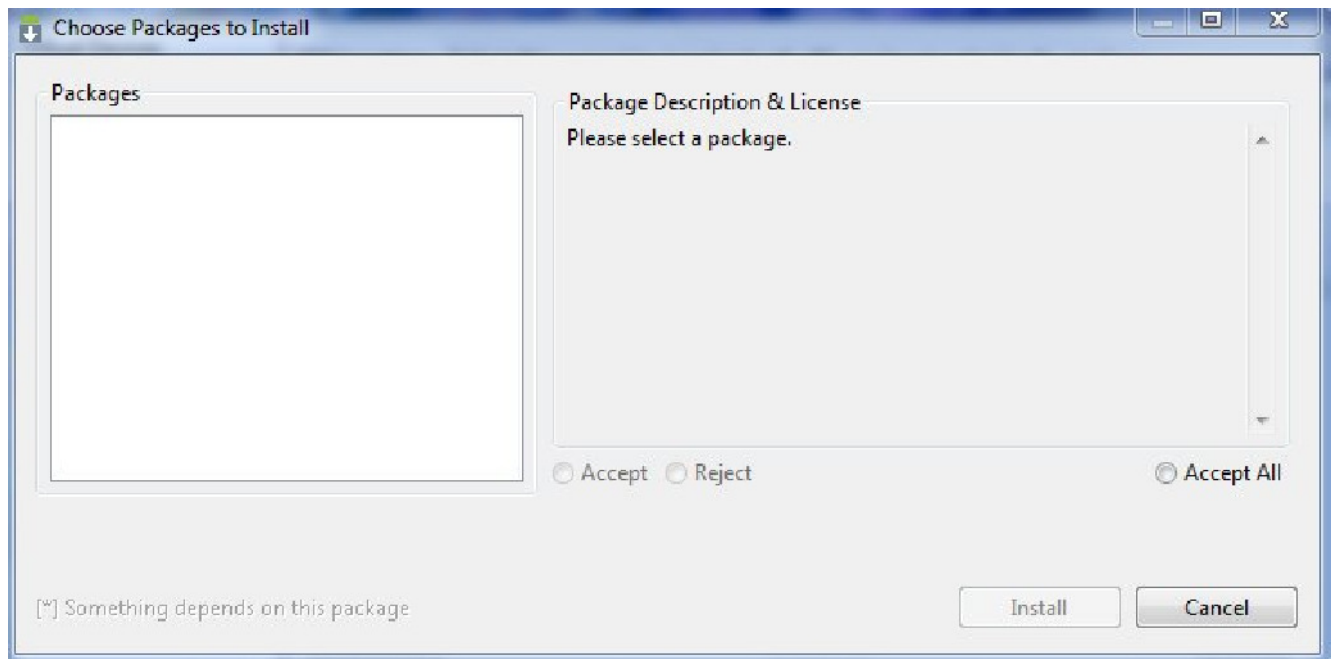 Choose Packages to Install
Packages
Package Description & License
Please select a package.
Accept
Reject
Accept All
[*] Something depends on this package
Install
Cancel